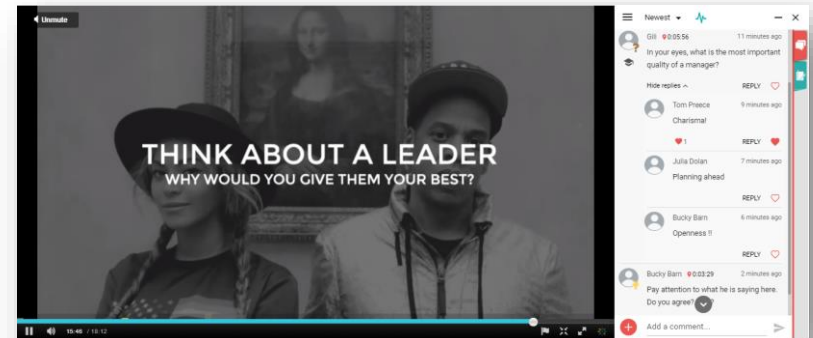 Unmute
THINK ABOUT A LEADER
WHY WOULD YOU GIVE THEM YOUR BEST?
15:46 / 18:12
Newest
Gill 0:05:56 11 minutes ago
In your eyes, what is the most important
quality of a manager?
Hide replies REPLY
Tom Preece 9 minutes ago
Charisma!
1 REPLY
Julia Dolan 7 minutes ago
Planning ahead
REPLY
Bucky Barn 6 minutes ago
Openness !!
REPLY
Bucky Barn 0:03:29 2 minutes ago
Pay attention to what he is saying here.
Do you agree?
Add a comment...